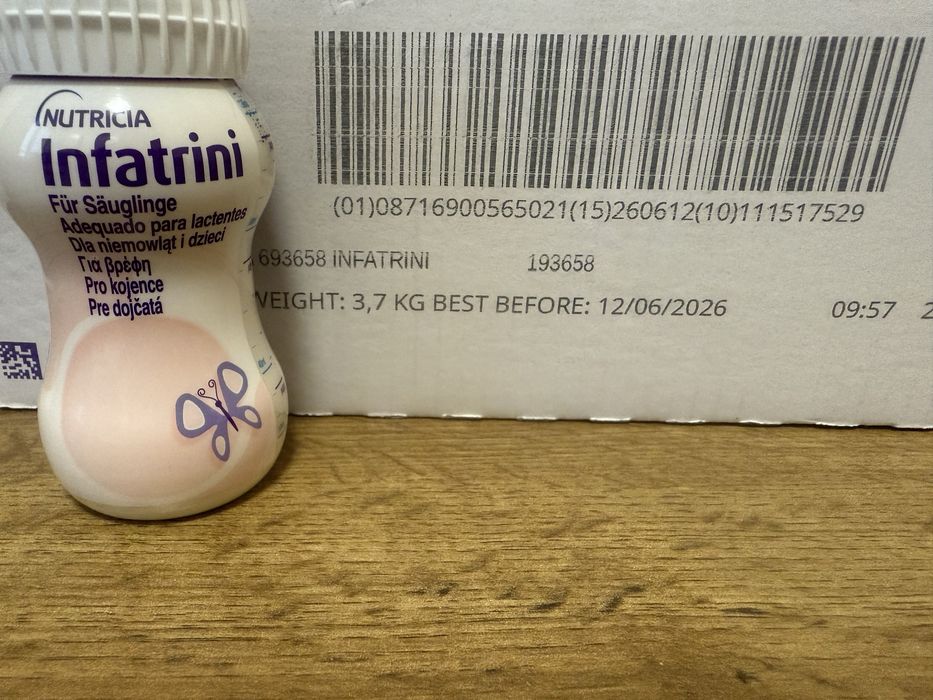 NUTRICIA
Infatrini
Für Säuglinge
Adequado para lactentes
Dla niemowląt i dzieci
Για βρέφη
Pro kojence
Pre dojčatá
(01)08716900565021(15)260612(10)111517529
693658 INFATRINI 193658
WEIGHT: 3,7 KG BEST BEFORE: 12/06/2026 09:57 2